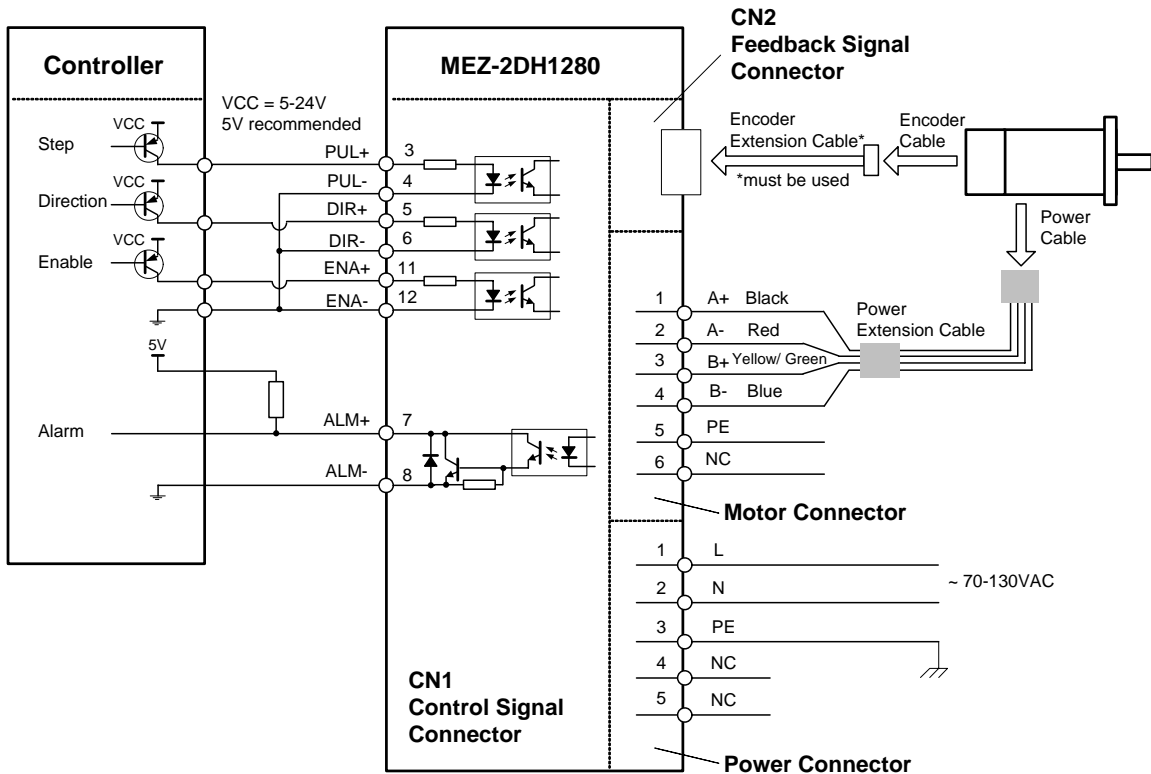 CN2
Feedback Signal
Connector
Controller
MEZ-2DH1280
VCC = 5-24V
5V recommended
Step
VCC
PUL+
3
PUL-
4
Direction
VCC
DIR+
5
DIR-
6
Enable
VCC
ENA+
11
ENA-
12
5V
Alarm
ALM+
7
ALM-
8
Encoder
Extension Cable*
*must be used
Encoder
Cable
Power
Cable
1 A+ Black
2 A- Red
3 B+ Yellow/ Green
4 B- Blue
5 PE
6 NC
Power
Extension Cable
Motor Connector
1 L
2 N
~ 70-130VAC
3 PE
4 NC
5 NC
CN1
Control Signal
Connector
Power Connector